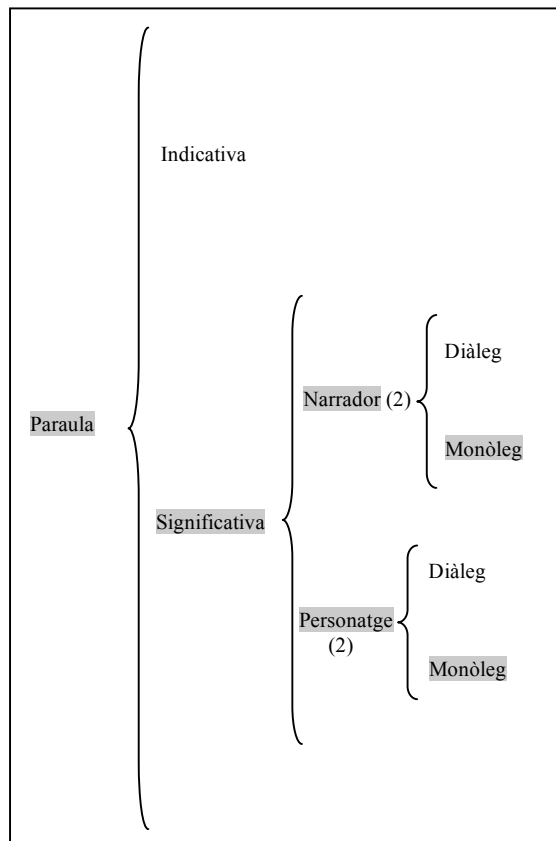 Indicativa
Diàleg
Narrador (2)
Paraula
Monòleg
Significativa
Diàleg
Personatge
(2)
Monòleg